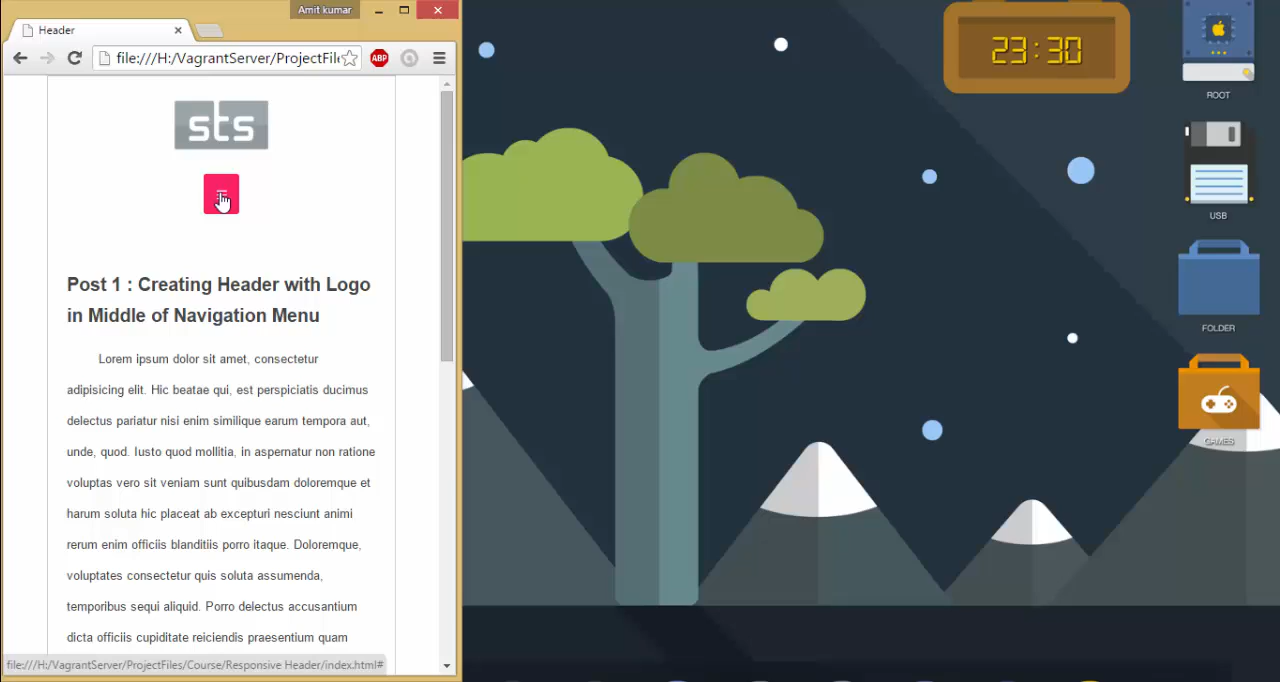 Amit kumar
Header
file:///H:/VagrantServer/ProjectFile
ABP
sts
Post 1 : Creating Header with Logo
in Middle of Navigation Menu
Lorem ipsum dolor sit amet, consectetur
adipisicing elit. Hic beatae qui, est perspiciatis ducimus
delectus pariatur nisi enim similique earum tempora aut,
unde, quod. Iusto quod mollitia, in aspernatur non ratione
voluptas vero sit veniam sunt quibusdam doloremque et
harum soluta hic placeat ab excepturi nesciunt animi
rerum enim officiis blanditiis porro itaque. Doloremque,
voluptates consectetur quis soluta assumenda,
temporibus sequi aliquid. Porro delectus accusantium
dicta officiis cupiditate reiciendis praesentium quam
file:///H:/VagrantServer/ProjectFiles/Course/Responsive Header/index.html#
23:30
ROOT
USB
FOLDER
GAMES